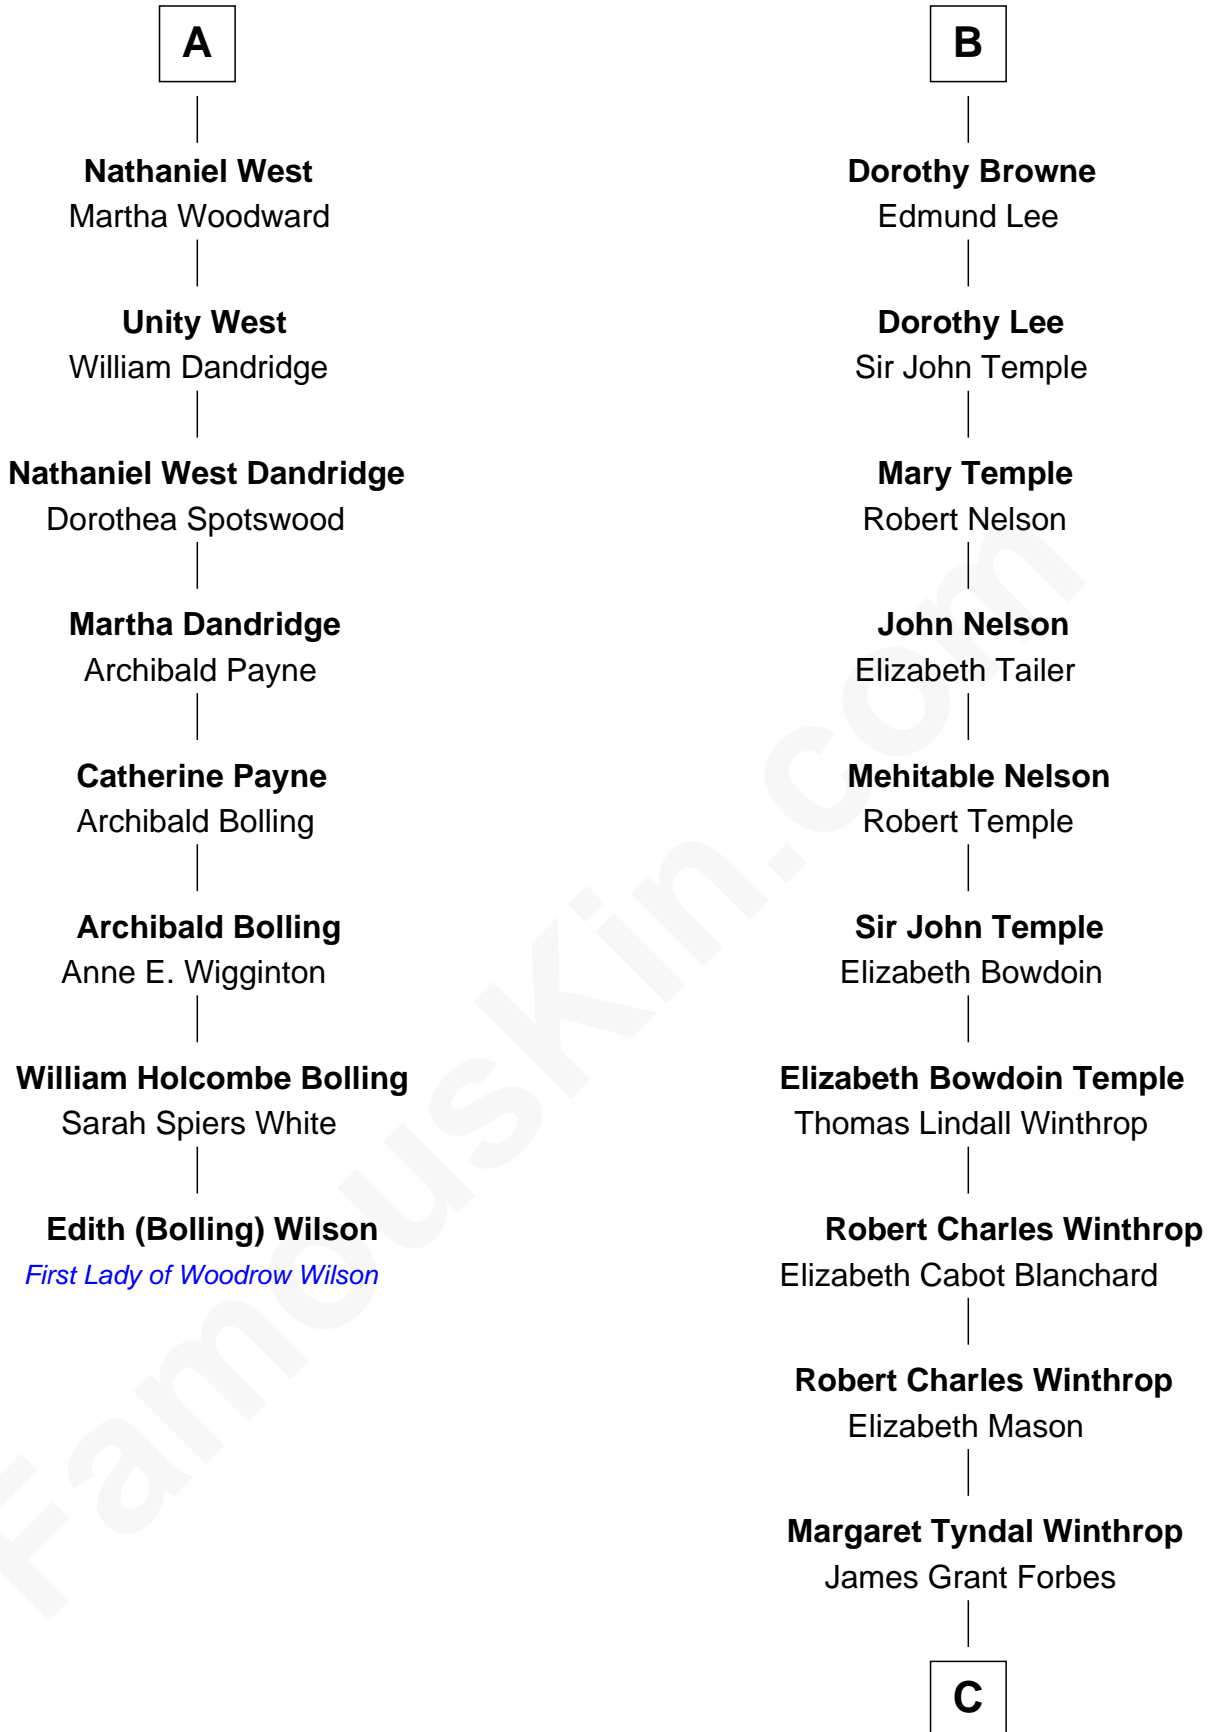 A
Nathaniel West
Martha Woodward
Unity West
William Dandridge
Nathaniel West Dandridge
Dorothea Spotswood
Martha Dandridge
Archibald Payne
Catherine Payne
Archibald Bolling
Archibald Bolling
Anne E. Wigginton
William Holcombe Bolling
Sarah Spiers White
Edith (Bolling) Wilson
First Lady of Woodrow Wilson
B
Dorothy Browne
Edmund Lee
Dorothy Lee
Sir John Temple
Mary Temple
Robert Nelson
John Nelson
Elizabeth Tailer
Mehitable Nelson
Robert Temple
Sir John Temple
Elizabeth Bowdoin
Elizabeth Bowdoin Temple
Thomas Lindall Winthrop
Robert Charles Winthrop
Elizabeth Cabot Blanchard
Robert Charles Winthrop
Elizabeth Mason
Margaret Tyndal Winthrop
James Grant Forbes
C
FamousKin.com